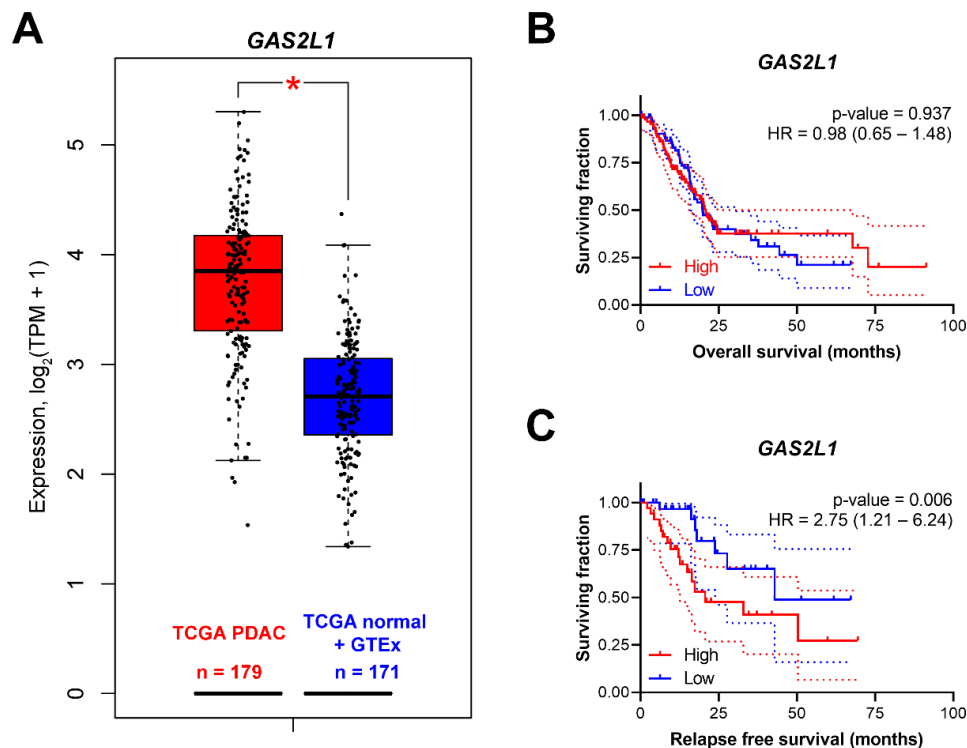 A
GAS2L1
*
Expression, log₂(TPM + 1)
5
4
3
2
1
0
TCGA PDAC
n = 179
TCGA normal
+ GTEx
n = 171
B
GAS2L1
p-value = 0.937
HR = 0.98 (0.65 – 1.48)
Surviving fraction
1.00
0.75
0.50
0.25
0.00
High
Low
0 25 50 75 100
Overall survival (months)
C
GAS2L1
p-value = 0.006
HR = 2.75 (1.21 – 6.24)
Surviving fraction
1.00
0.75
0.50
0.25
0.00
High
Low
0 25 50 75 100
Relapse free survival (months)